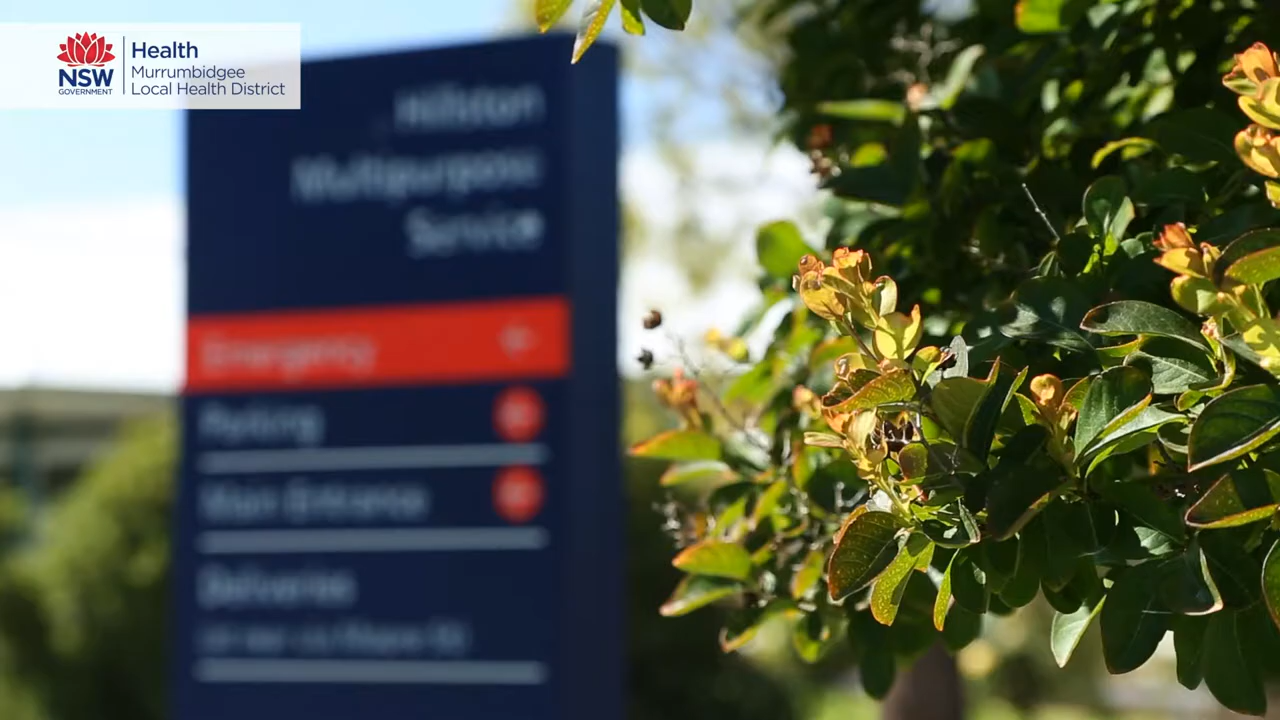 Health
NSW
GOVERNMENT
Murrumbidgee
Local Health District
Hillston
Multipurpose
Service
Emergency
Parking
Main Entrance
Deliveries